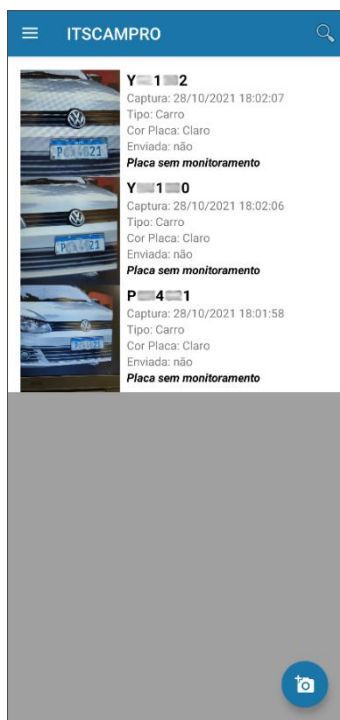 ITSCAMPRO
Captura: 28/10/2021 18:02:07
Tipo: Carro
Cor Placa: Claro
Enviada: não
Placa sem monitoramento
Captura: 28/10/2021 18:02:06
Tipo: Carro
Cor Placa: Claro
Enviada: não
Placa sem monitoramento
Captura: 28/10/2021 18:01:58
Tipo: Carro
Cor Placa: Claro
Enviada: não
Placa sem monitoramento